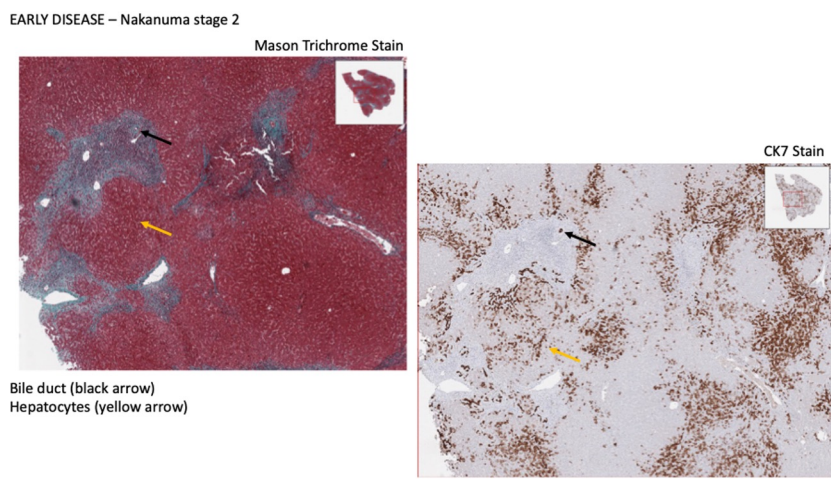 EARLY DISEASE – Nakanuma stage 2
Mason Trichrome Stain
CK7 Stain
Bile duct (black arrow)
Hepatocytes (yellow arrow)